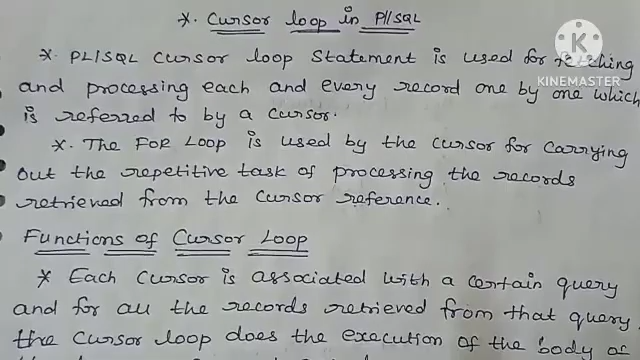 *. Cursor loop in Pl/SQL
*. PL/SQL cursor loop Statement is used for fetching
and processing each and every record one by one which
is referred to by a cursor.
*. The FOR LOOP is used by the cursor for carrying
out the repetitive task of processing the records
retrieved from the cursor reference.
Functions of Cursor Loop
* Each Cursor is associated with a certain query
and for all the records retrieved from that query,
the cursor loop does the execution of the body of
K
KINEMASTER